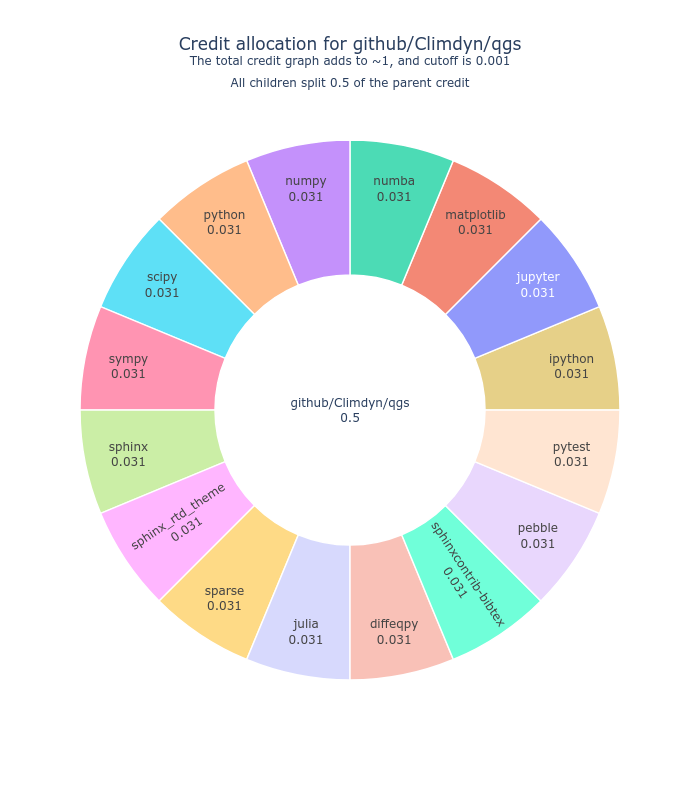 Credit allocation for github/Climdyn/qgs
The total credit graph adds to ~1, and cutoff is 0.001
All children split 0.5 of the parent credit
numpy
0.031
numba
0.031
python
0.031
matplotlib
0.031
scipy
0.031
jupyter
0.031
sympy
0.031
ipython
0.031
github/Climdyn/qgs
0.5
sphinx
0.031
pytest
0.031
sphinx_rtd_theme
0.031
pebble
0.031
sparse
0.031
sphinxcontrib-bibtex
0.031
julia
0.031
diffeqpy
0.031